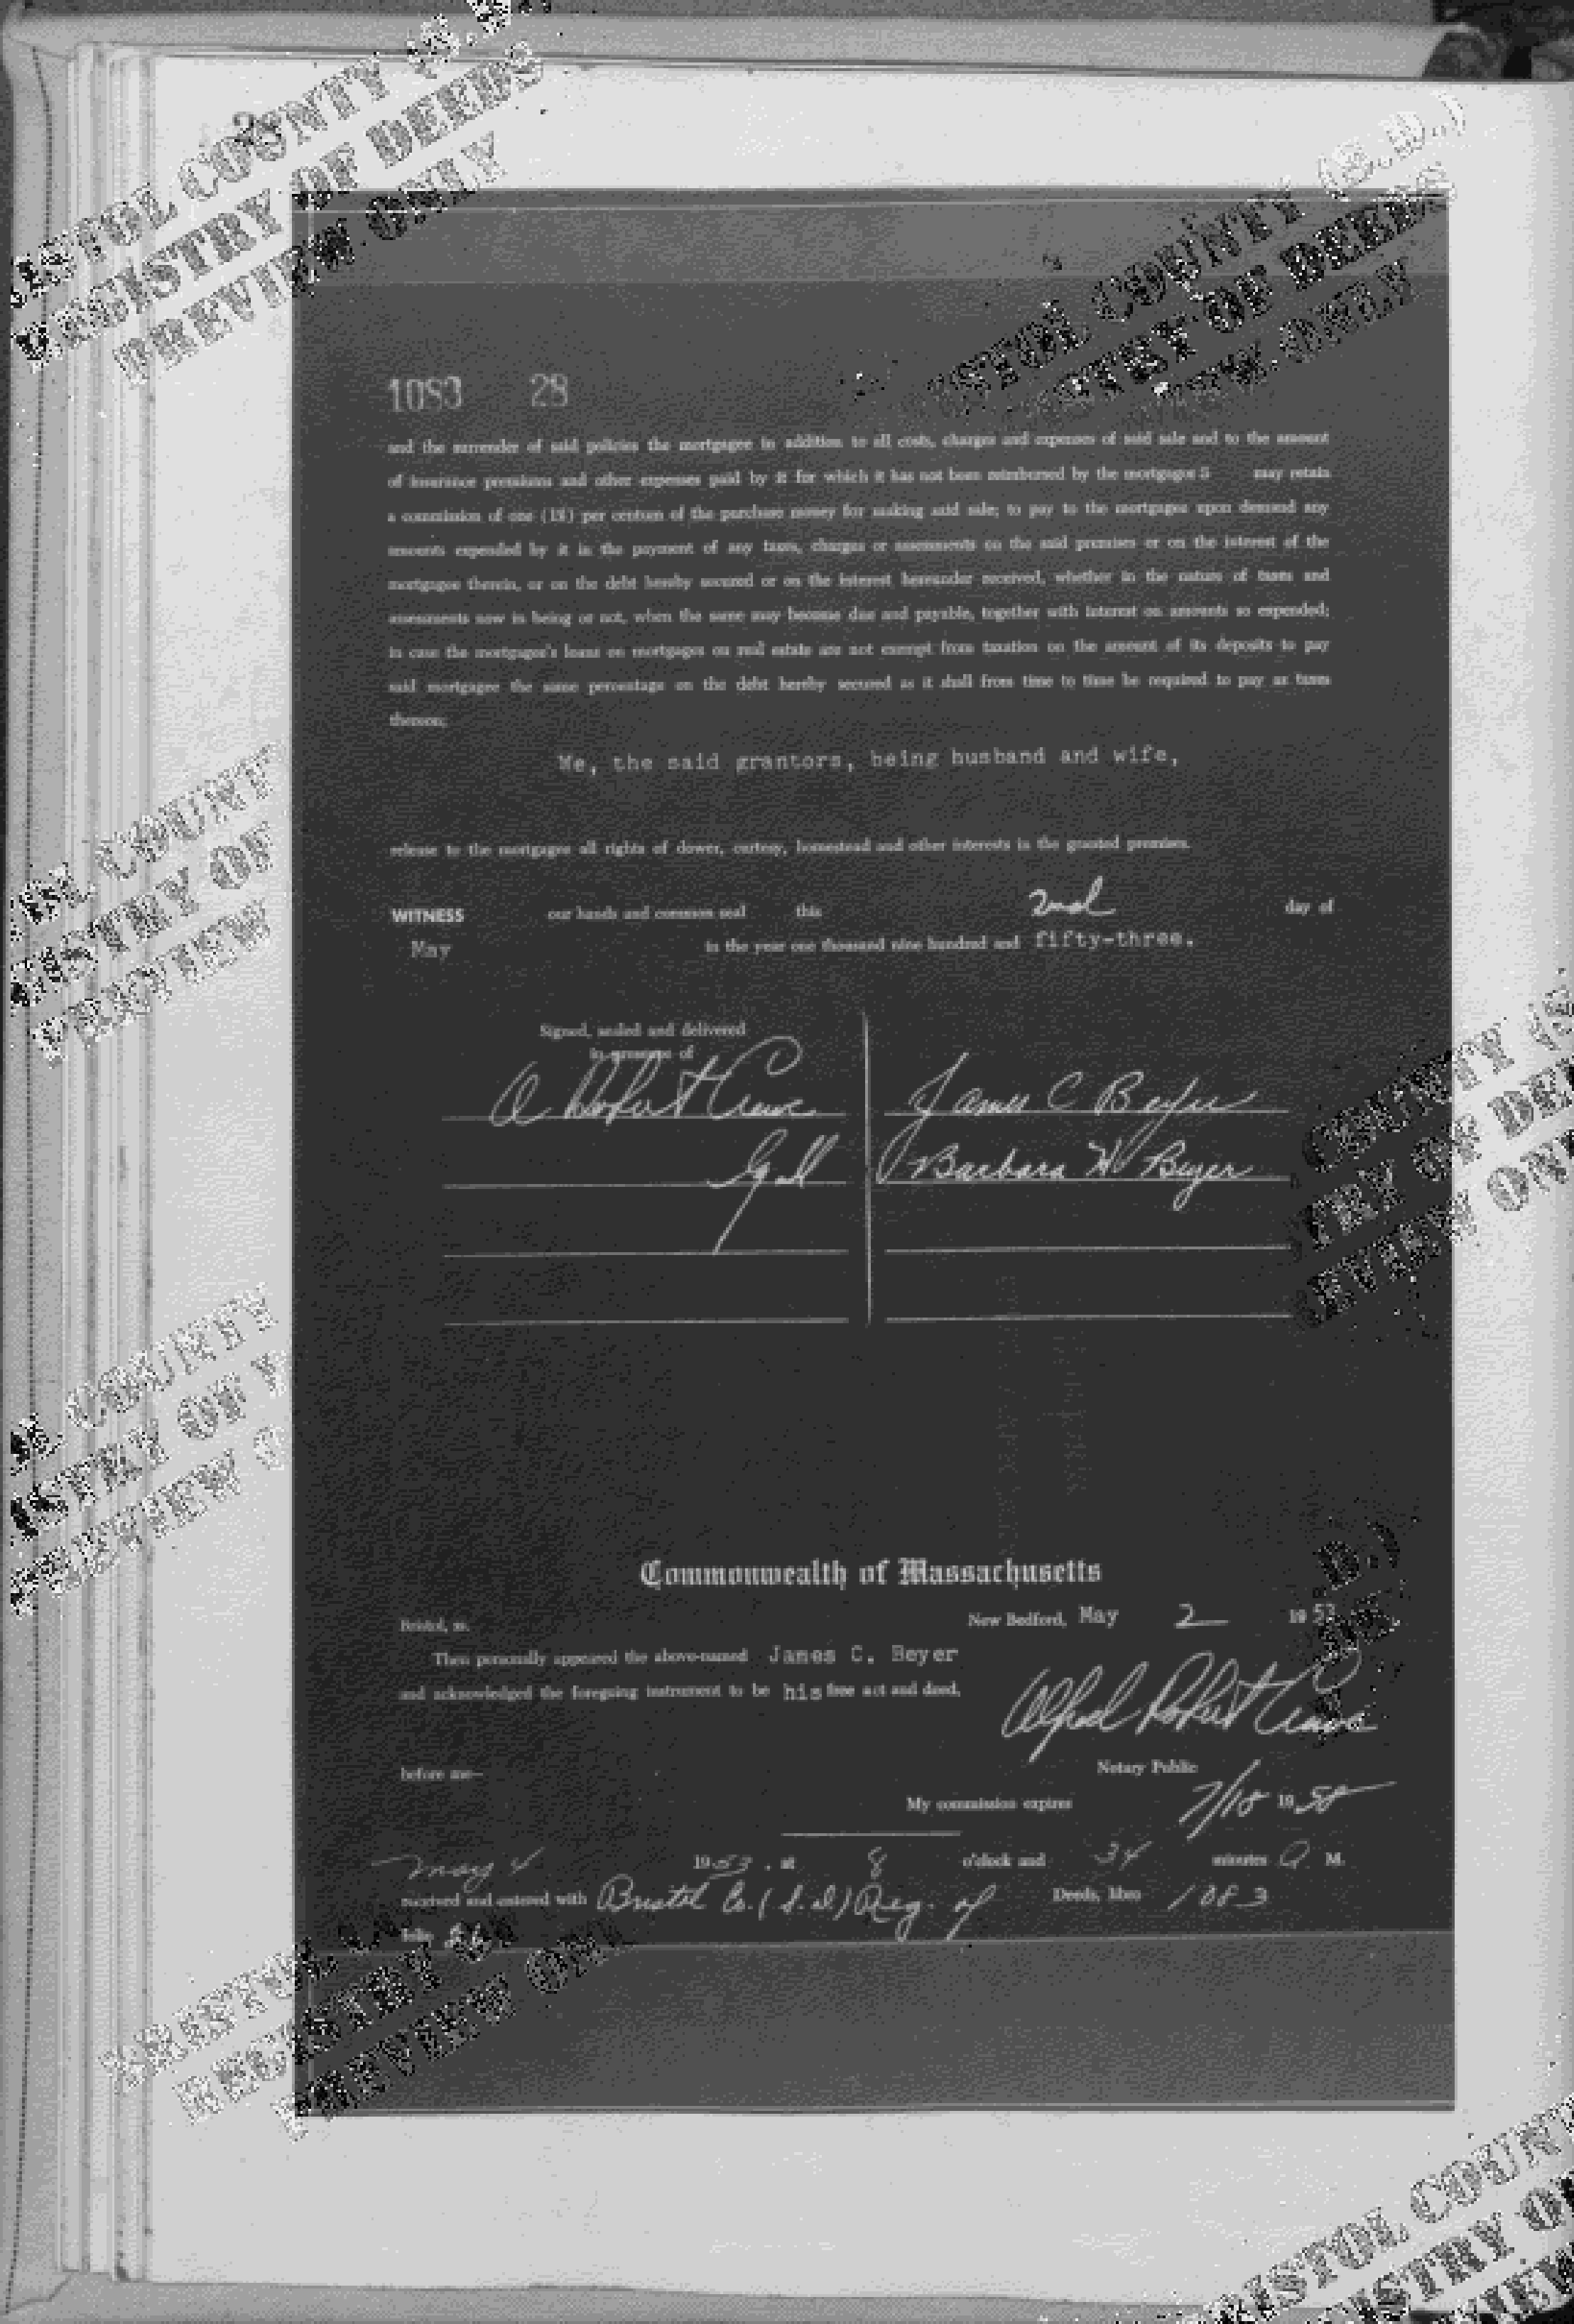 BRISTOL COUNTY (S.D.)
REGISTRY OF DEEDS
PREVIEW ONLY
1083 28
and the surrender of said policies the mortgagee in addition to all costs, charges and expenses of said sale and to the amount
of insurance premiums and other expenses paid by it for which it has not been reimbursed by the mortgagor s may retain
a commission of one (1%) per centum of the purchase money for making said sale; to pay to the mortgagee upon demand any
amounts expended by it in the payment of any taxes, charges or assessments on the said premises or on the interest of the
mortgagee therein, or on the debt hereby secured or on the interest hereunder received, whether in the nature of taxes and
assessments now in being or not, when the same may become due and payable, together with interest on amounts so expended;
in case the mortgagee's loans on mortgages on real estate are not exempt from taxation on the amount of its deposits to pay
said mortgagee the same percentage on the debt hereby secured as it shall from time to time be required to pay as taxes
thereon.
We, the said grantors, being husband and wife,
release to the mortgagee all rights of dower, curtesy, homestead and other interests in the granted premises.
WITNESS our hands and common seal this 2nd day of
May in the year one thousand nine hundred and fifty-three.
Signed, sealed and delivered
in presence of
A Robert James C Beyer
Barbara W Beyer
Commonwealth of Massachusetts
Bristol, ss. New Bedford, May 2 1953
Then personally appeared the above-named James C. Beyer
and acknowledged the foregoing instrument to be his free act and deed,
Alfred Robert
before me—
Notary Public
My commission expires 7/18 1958
May 4 1953, at 8 o'clock and 34 minutes A. M.
received and entered with Bristol Co. (S.D.) Reg. of Deeds, libro 1083
folio